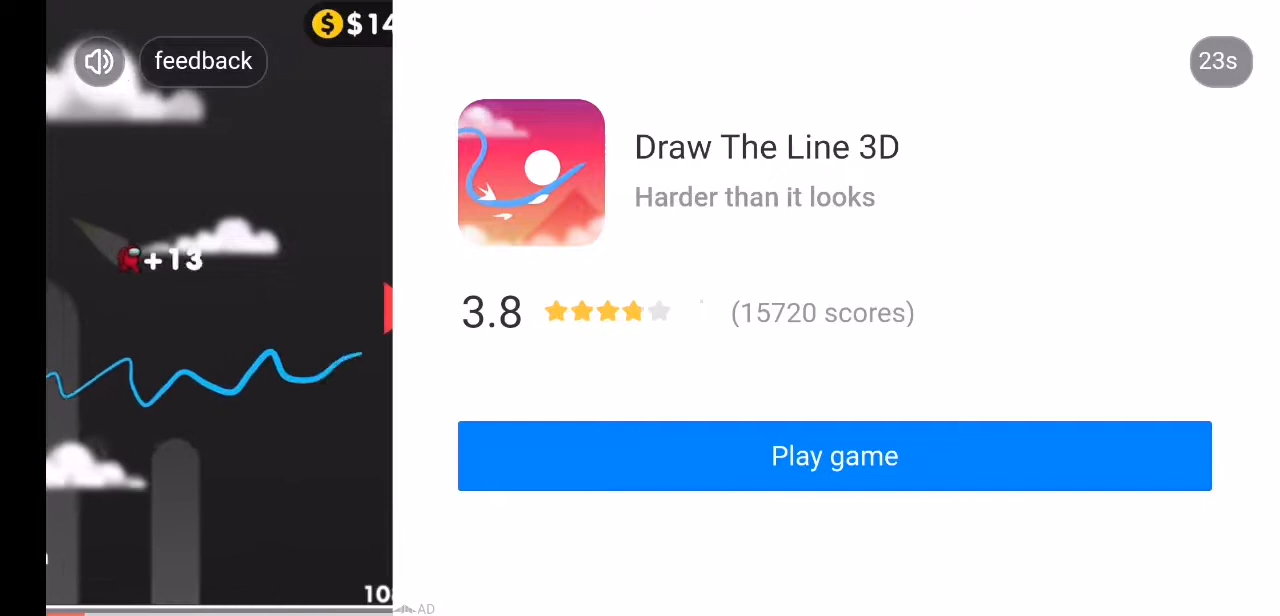 $14
feedback
23s
+13
Draw The Line 3D
Harder than it looks
3.8
(15720 scores)
Play game
10
AD